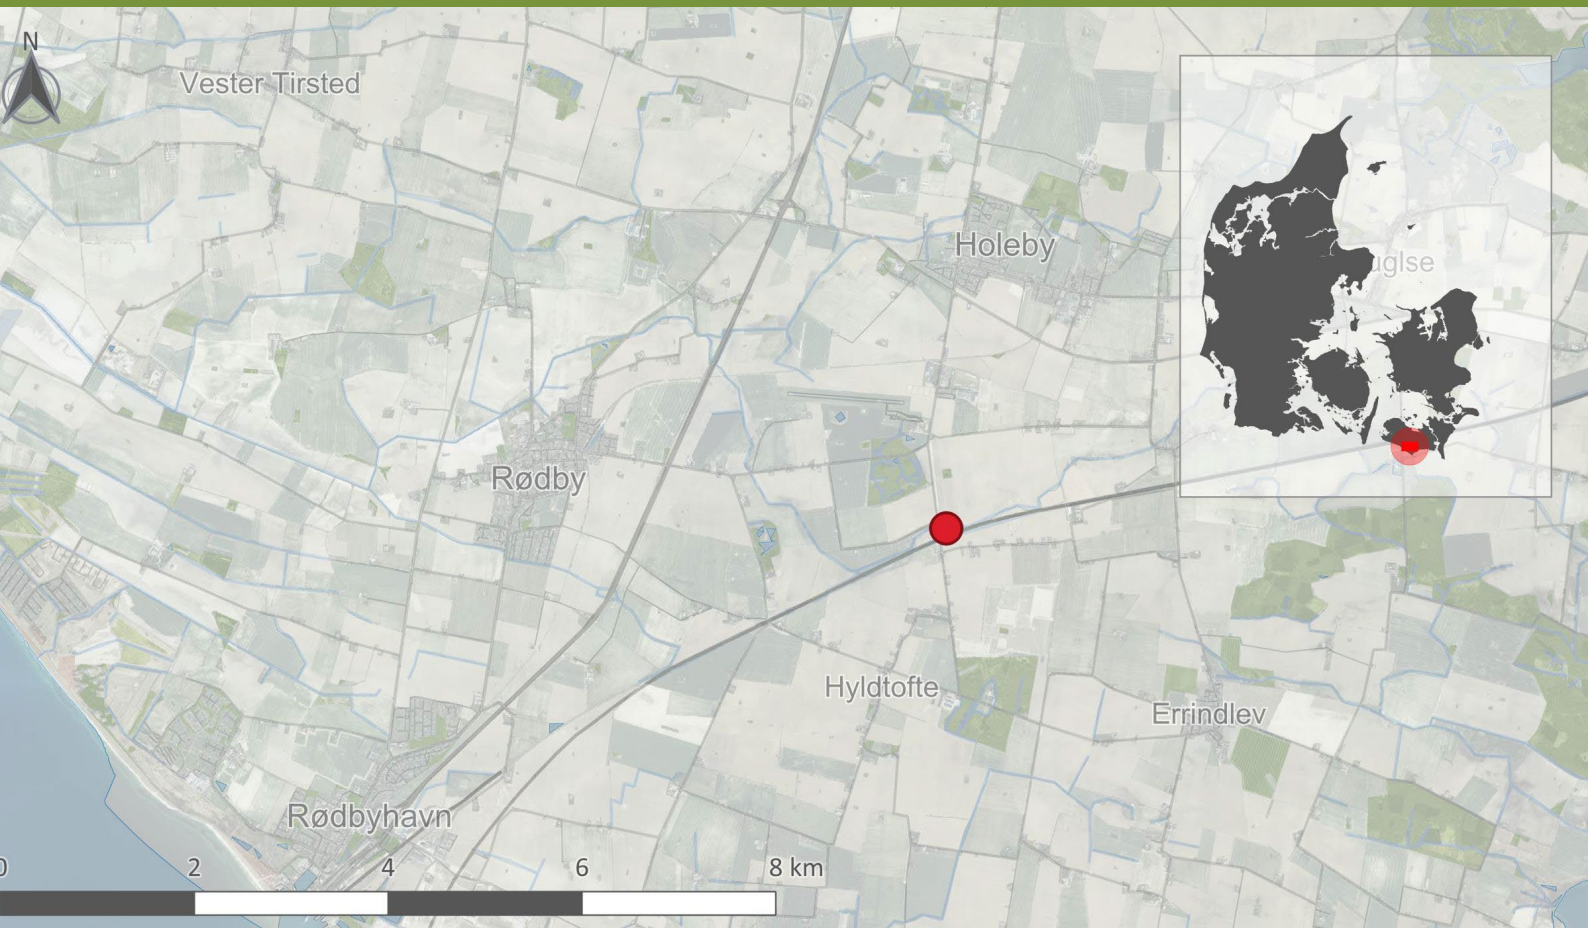 N
Vester Tirsted
Holeby
uglse
Rødby
Hyldtofte
Errindlev
Rødbyhavn
0 2 4 6 8 km